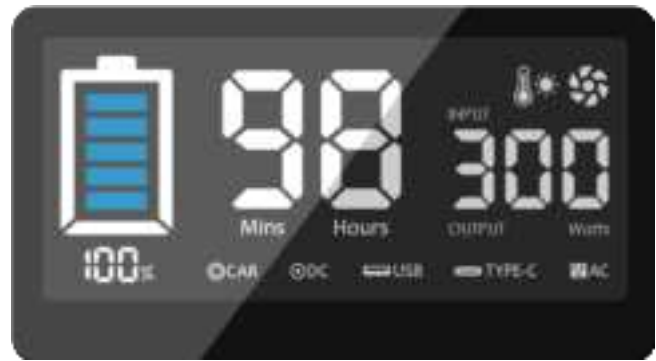 98
INPUT
300
Mins Hours
OUTPUT Watts
100%
CAR DC USB TYPE-C AC